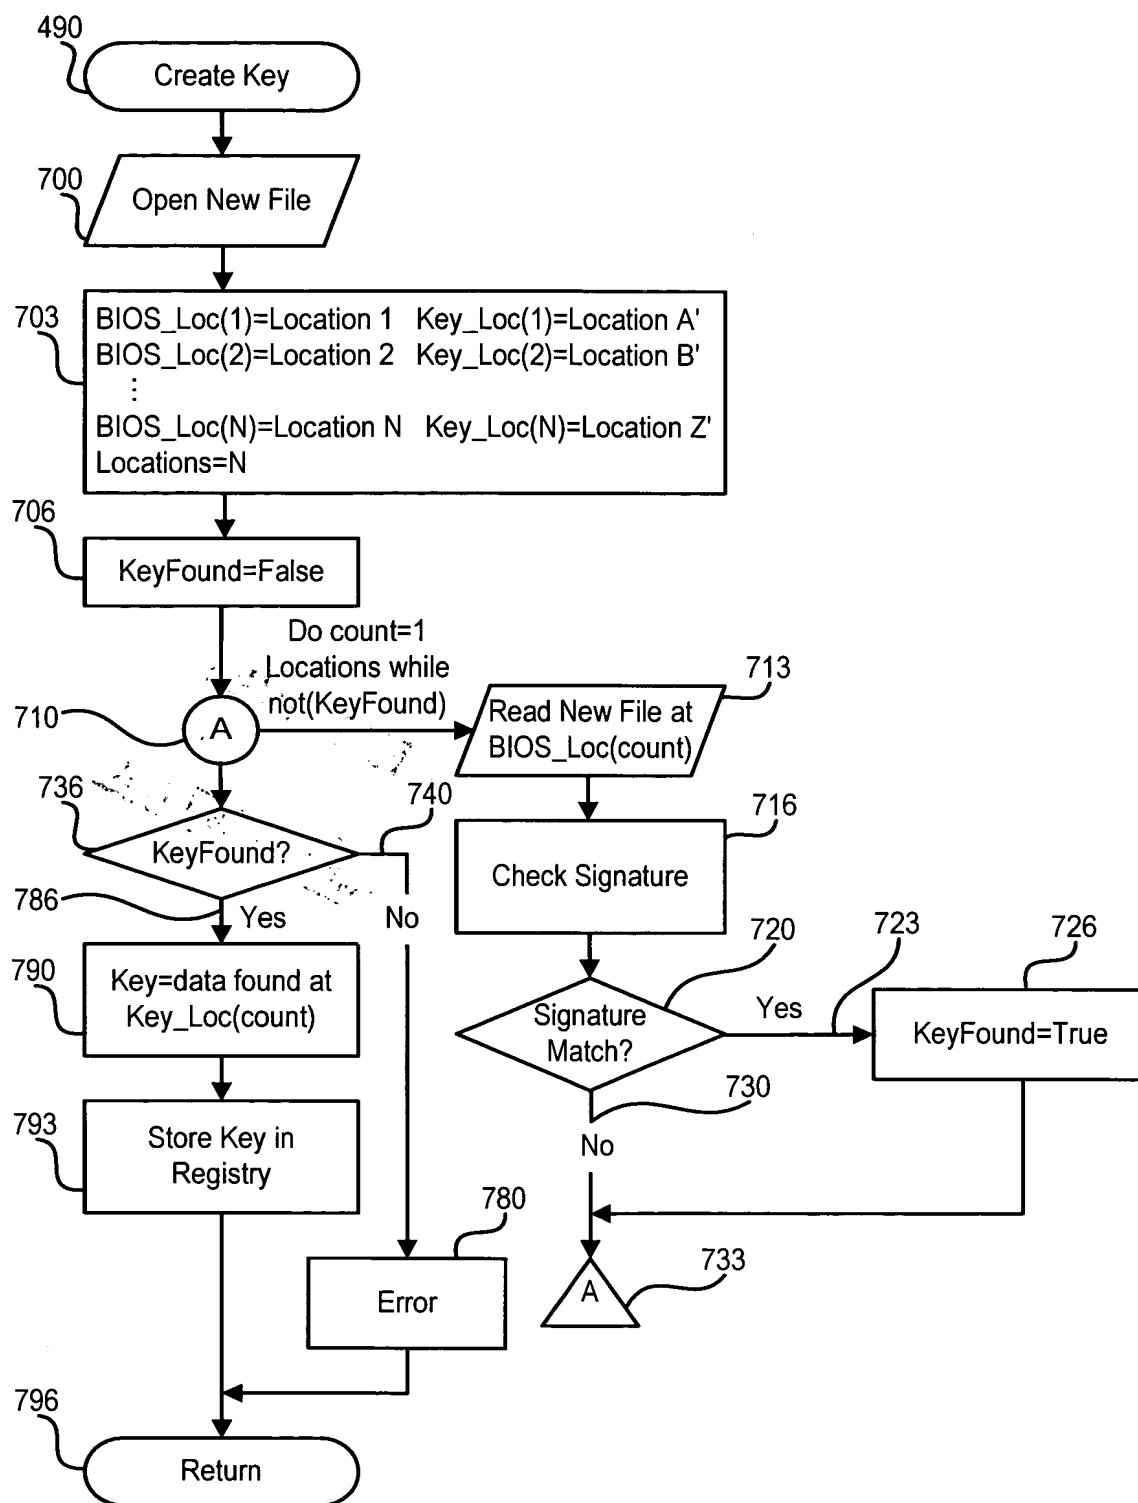 490
Create Key
700
Open New File
703
BIOS_Loc(1)=Location 1 Key_Loc(1)=Location A'
BIOS_Loc(2)=Location 2 Key_Loc(2)=Location B'
⋮
BIOS_Loc(N)=Location N Key_Loc(N)=Location Z'
Locations=N
706
KeyFound=False
Do count=1
Locations while
not(KeyFound)
710
A
713
Read New File at
BIOS_Loc(count)
736
KeyFound?
740
716
Check Signature
786
Yes
No
790
Key=data found at
Key_Loc(count)
720
Signature
Match?
723
Yes
726
KeyFound=True
730
No
793
Store Key in
Registry
780
Error
733
A
796
Return